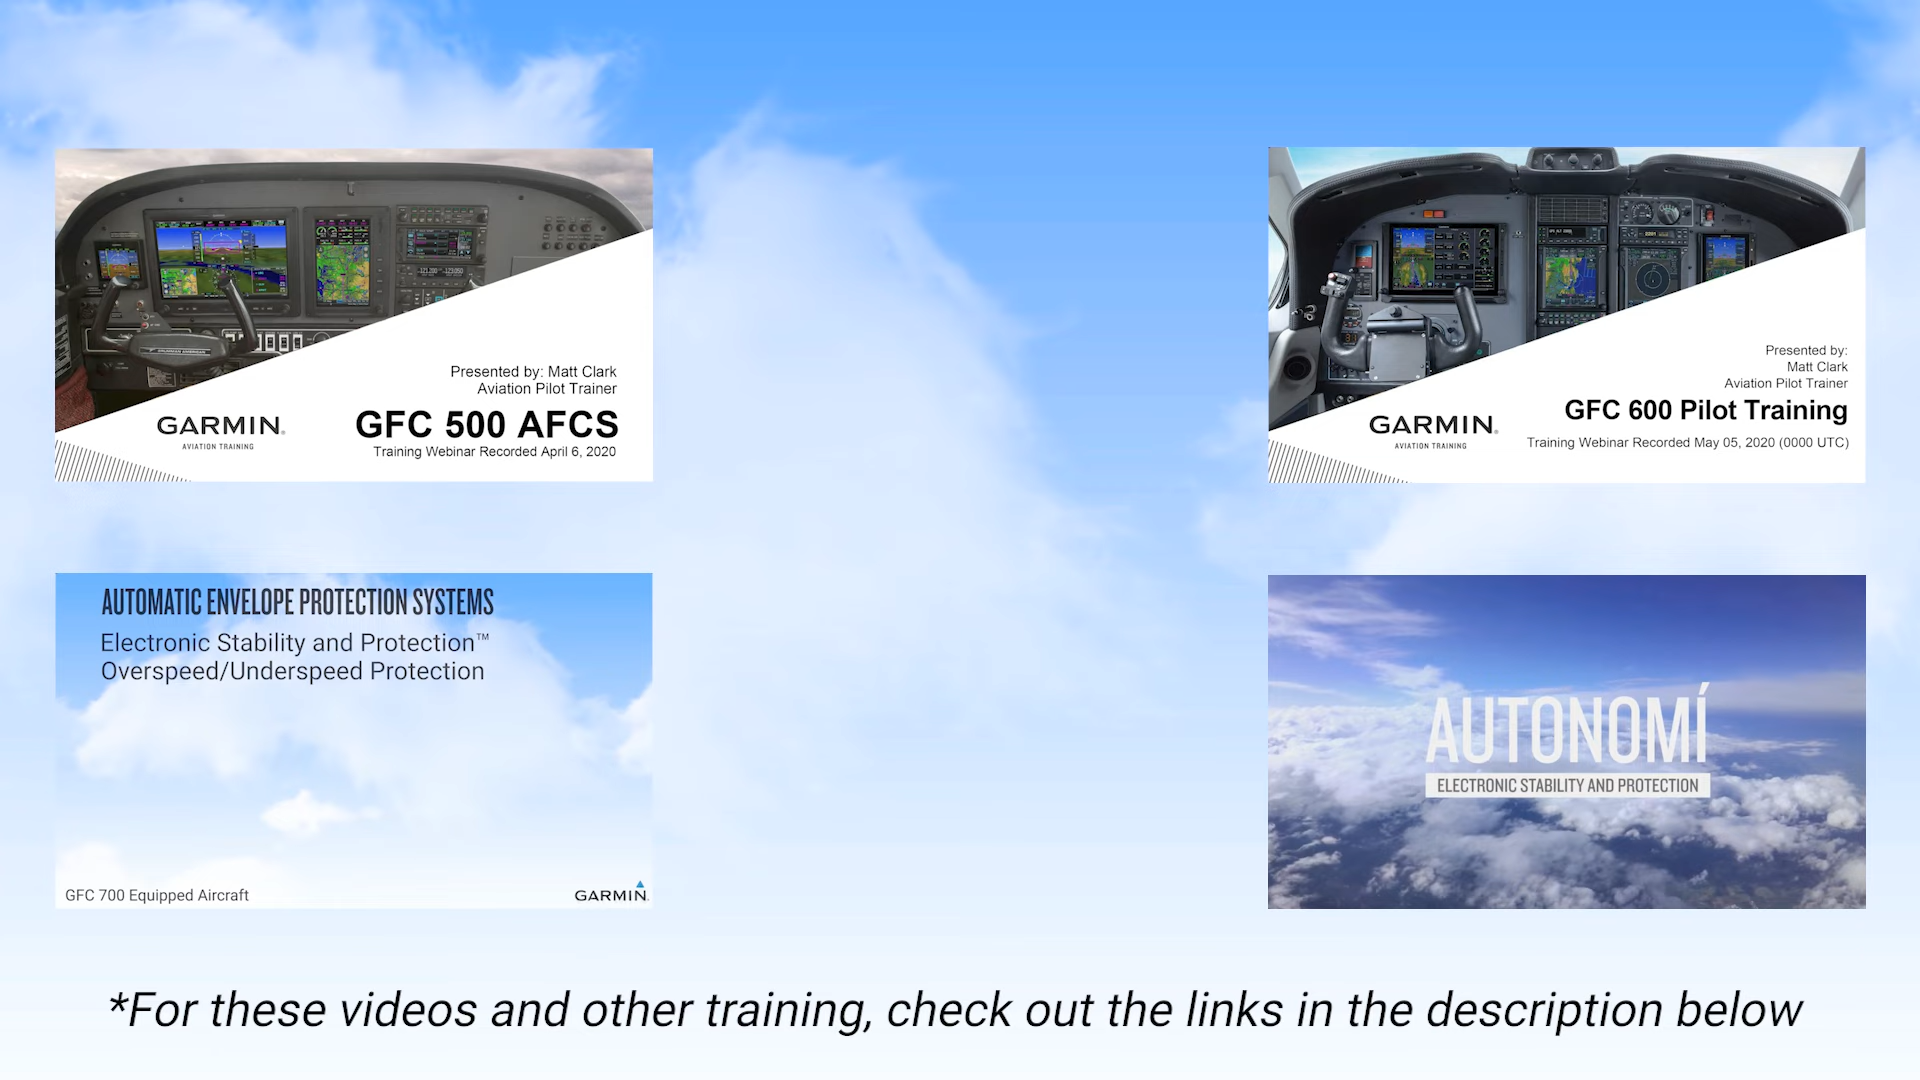 Presented by: Matt Clark
Aviation Pilot Trainer
GARMIN®
AVIATION TRAINING
GFC 500 AFCS
Training Webinar Recorded April 6, 2020
Presented by:
Matt Clark
Aviation Pilot Trainer
GFC 600 Pilot Training
GARMIN®
AVIATION TRAINING
Training Webinar Recorded May 05, 2020 (0000 UTC)
AUTOMATIC ENVELOPE PROTECTION SYSTEMS
Electronic Stability and Protection™
Overspeed/Underspeed Protection
GFC 700 Equipped Aircraft
GARMIN
AUTONOMÍ
ELECTRONIC STABILITY AND PROTECTION
*For these videos and other training, check out the links in the description below